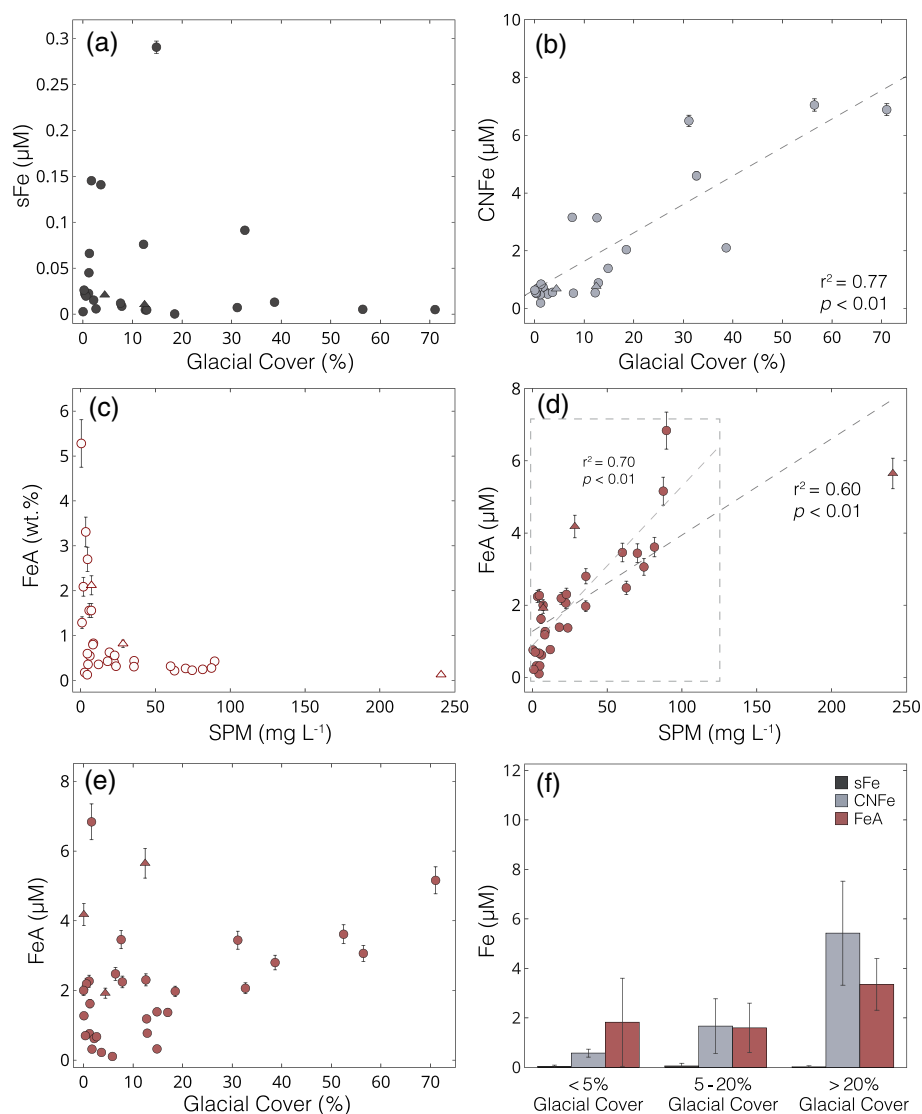 (a)
sFe (µM)
0.3
0.25
0.2
0.15
0.1
0.05
0
0 10 20 30 40 50 60 70
Glacial Cover (%)
(b)
CNFe (µM)
10
8
6
4
2
0
r² = 0.77
p < 0.01
0 10 20 30 40 50 60 70
Glacial Cover (%)
(c)
FeA (wt.%)
6
5
4
3
2
1
0
0 50 100 150 200 250
SPM (mg L⁻¹)
(d)
FeA (µM)
8
6
4
2
0
r² = 0.70
p < 0.01
r² = 0.60
p < 0.01
0 50 100 150 200 250
SPM (mg L⁻¹)
(e)
FeA (µM)
8
6
4
2
0
0 10 20 30 40 50 60 70
Glacial Cover (%)
(f)
Fe (µM)
12
10
8
6
4
2
0
sFe
CNFe
FeA
<5% 5-20% >20%
Glacial Cover Glacial Cover Glacial Cover